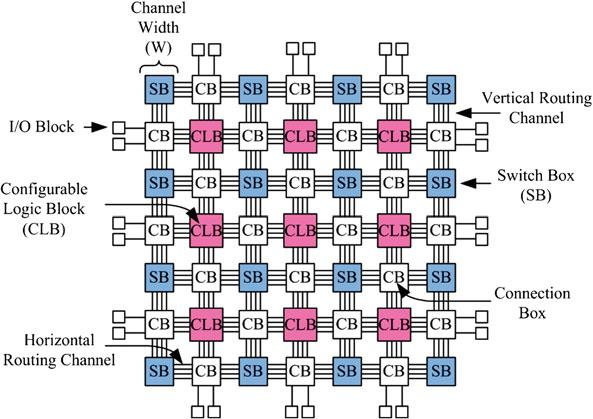 Channel
Width
(W)
SB CB SB CB SB CB SB
Vertical Routing
Channel
I/O Block
CB CLB CB CLB CB CLB CB
SB CB SB CB SB CB SB
Switch Box
(SB)
Configurable
Logic Block
(CLB)
CB CLB CB CLB CB CLB CB
SB CB SB CB SB CB SB
Connection
Box
CB CLB CB CLB CB CLB CB
Horizontal
Routing Channel
SB CB SB CB SB CB SB